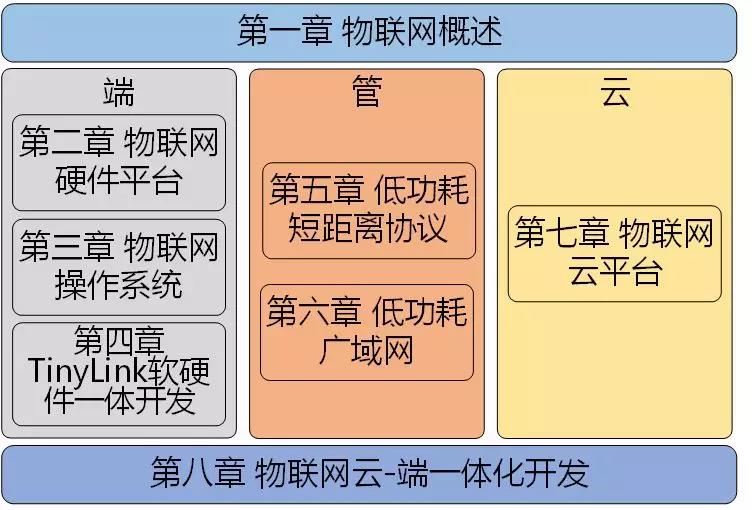 第一章 物联网概述
端
第二章 物联网
硬件平台
第三章 物联网
操作系统
第四章
TinyLink软硬
件一体开发
管
第五章 低功耗
短距离协议
第六章 低功耗
广域网
云
第七章 物联网
云平台
第八章 物联网云-端一体化开发